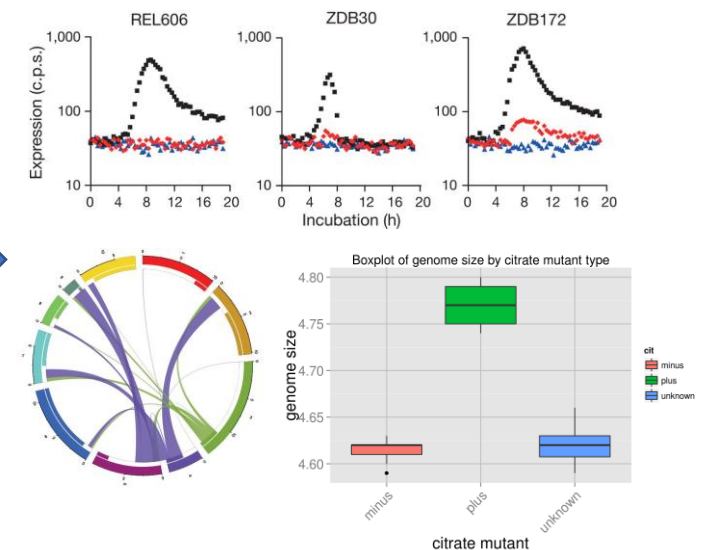 REL606 ZDB30 ZDB172
1,000 1,000 1,000
100 100 100
10 10 10
Expression (c.p.s.)
0 4 8 12 16 20 0 4 8 12 16 20 0 4 8 12 16 20
Incubation (h)
Boxplot of genome size by citrate mutant type
4.80
4.75
4.70
4.65
4.60
genome size
cit
minus
plus
unknown
minus plus unknown
citrate mutant